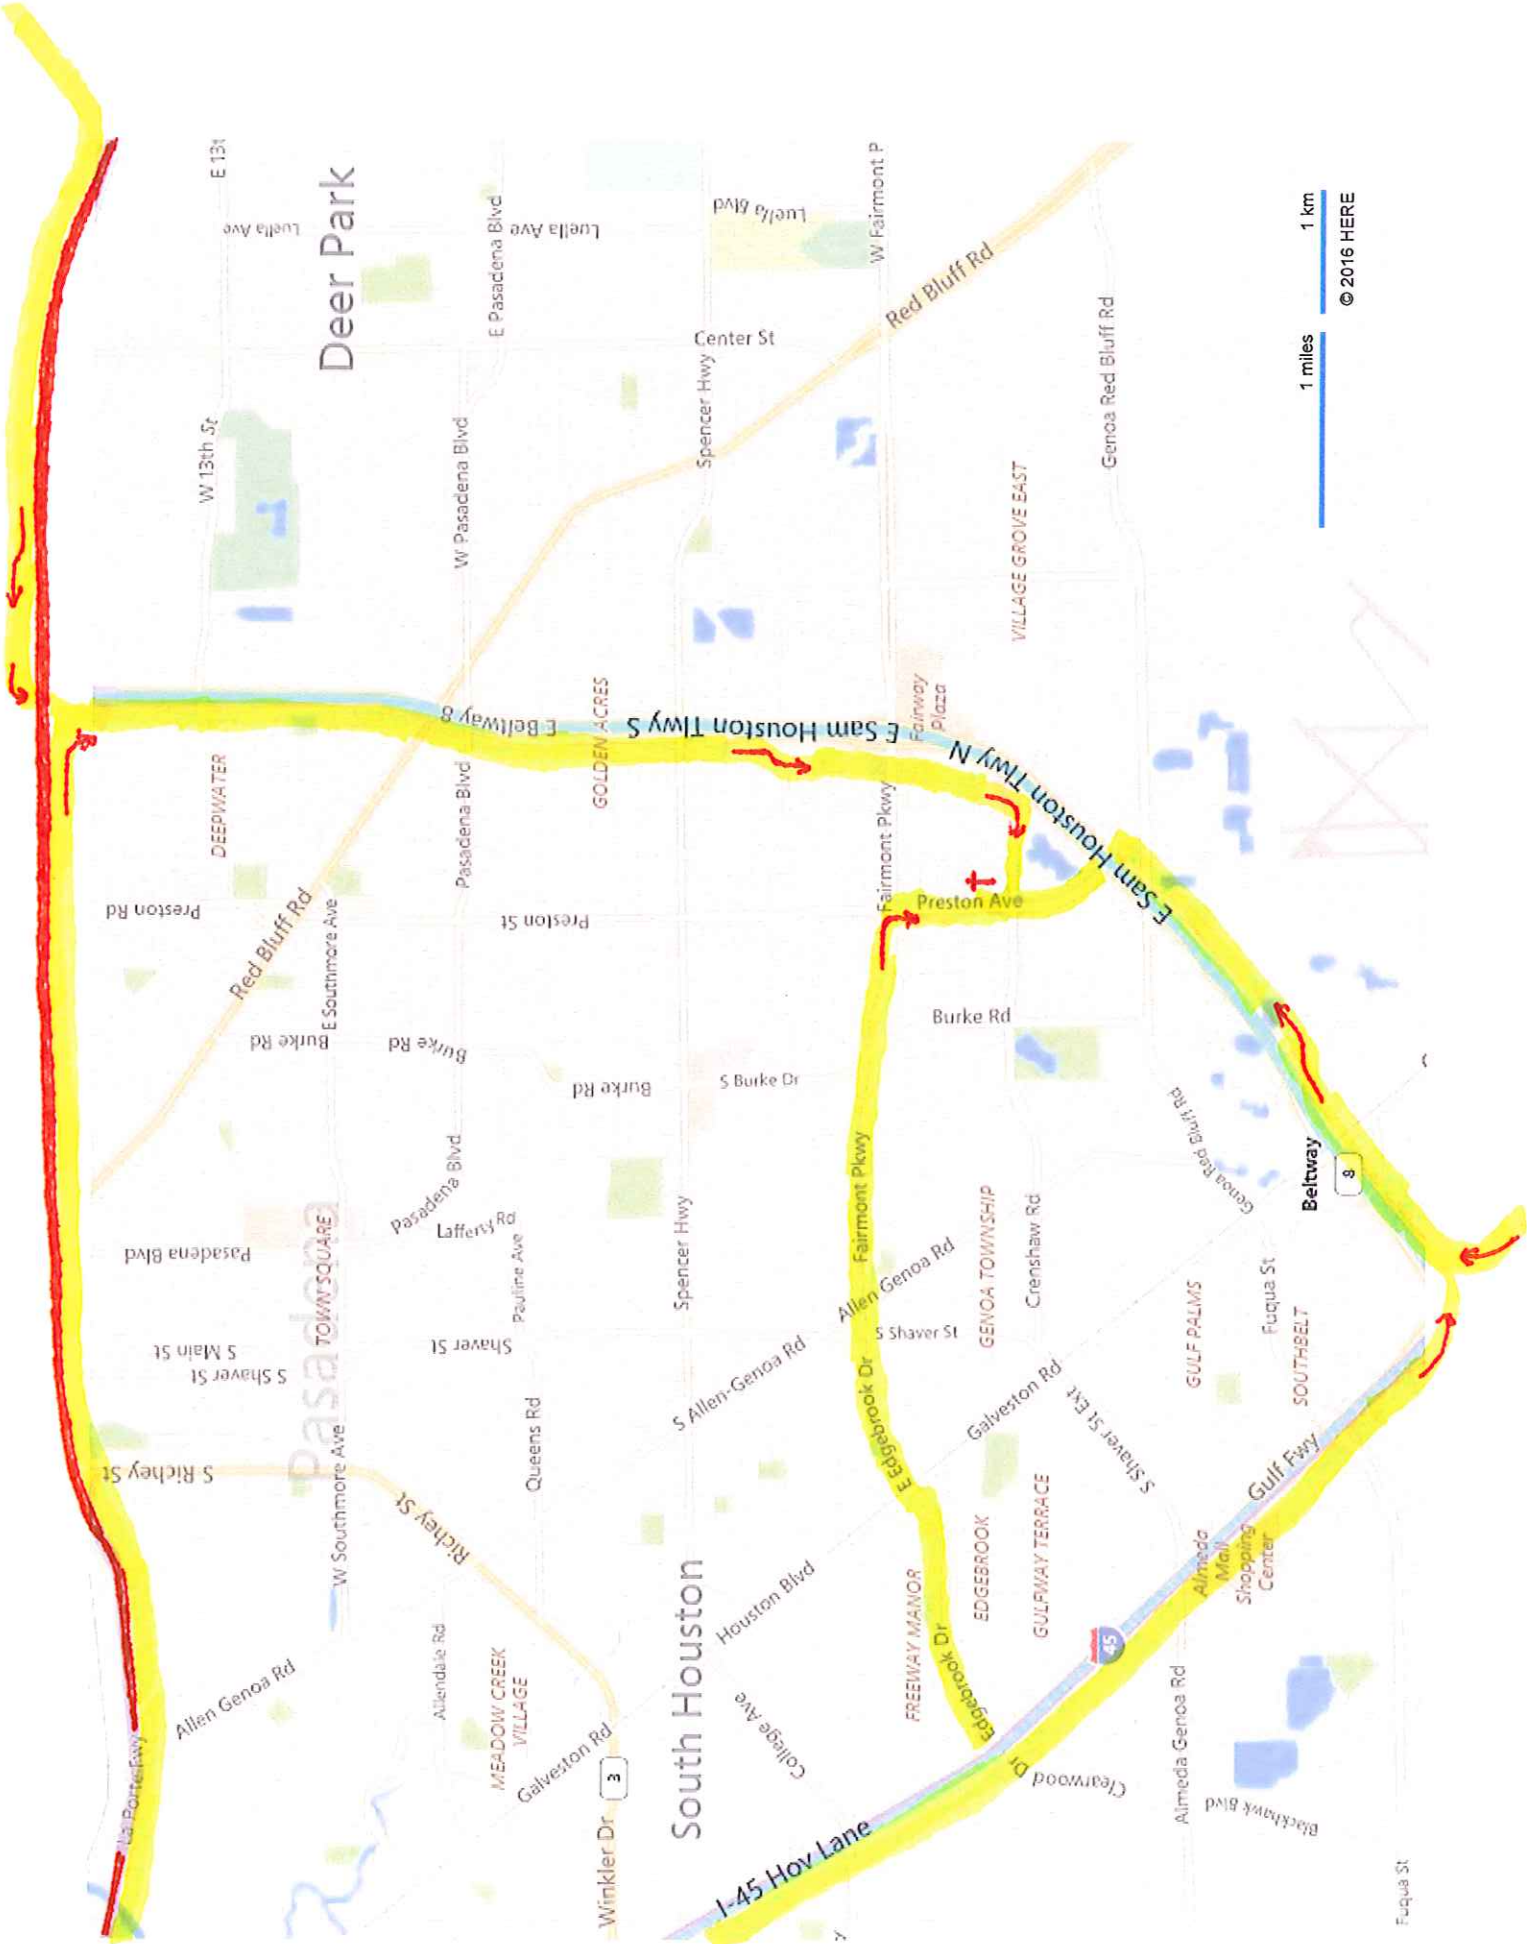 E 13t
Luella Ave
Deer Park
E Pasadena Blvd
Luella Ave
Luella Blvd
W Fairmont P
Red Bluff Rd
Center St
Spencer Hwy
Genoa Red Bluff Rd
1 km
© 2016 HERE
1 miles
W 13th St
W Pasadena Blvd
VILLAGE GROVE EAST
E Beltway 8
GOLDEN ACRES
E Sam Houston Tlwy S
Fairway
Plaza
E Sam Houston Tlwy N
E Sam Houston
DEEPWATER
Pasadena Blvd
Fairmont Pkwy
Preston Rd
Red Bluff Rd
E Southmore Ave
Preston St
Preston Ave
Burke Rd
Burke Rd
Burke Rd
Burke Rd
S Burke Dr
Pasadena Blvd
Fairmont Pkwy
Genoa Red Bluff Rd
Beltway
8
Pasadena Blvd
Pasadena
TOWN SQUARE
Lafferty Rd
Pauline Ave
Spencer Hwy
Allen Genoa Rd
GENOA TOWNSHIP
Crenshaw Rd
Fuqua St
GULF PALMS
SOUTHBELT
S Main St
S Shaver St
Shaver St
S Allen-Genoa Rd
S Shaver St
E Edgebrook Dr
Galveston Rd
S Shaver St Ext
Gulf Fwy
S Richey St
W Southmore Ave
Richey St
Queens Rd
South Houston
Houston Blvd
FREEWAY MANOR
EDGEBROOK
GULFWAY TERRACE
Almeda
Mall
Shopping
Center
45
Allen Genoa Rd
Allendale Rd
MEADOW CREEK
VILLAGE
Galveston Rd
College Ave
Edgebrook Dr
Clearwood Dr
Almeda Genoa Rd
Blackhawk Blvd
La Porte Fwy
3
Winkler Dr
I-45 Hov Lane
Fuqua St